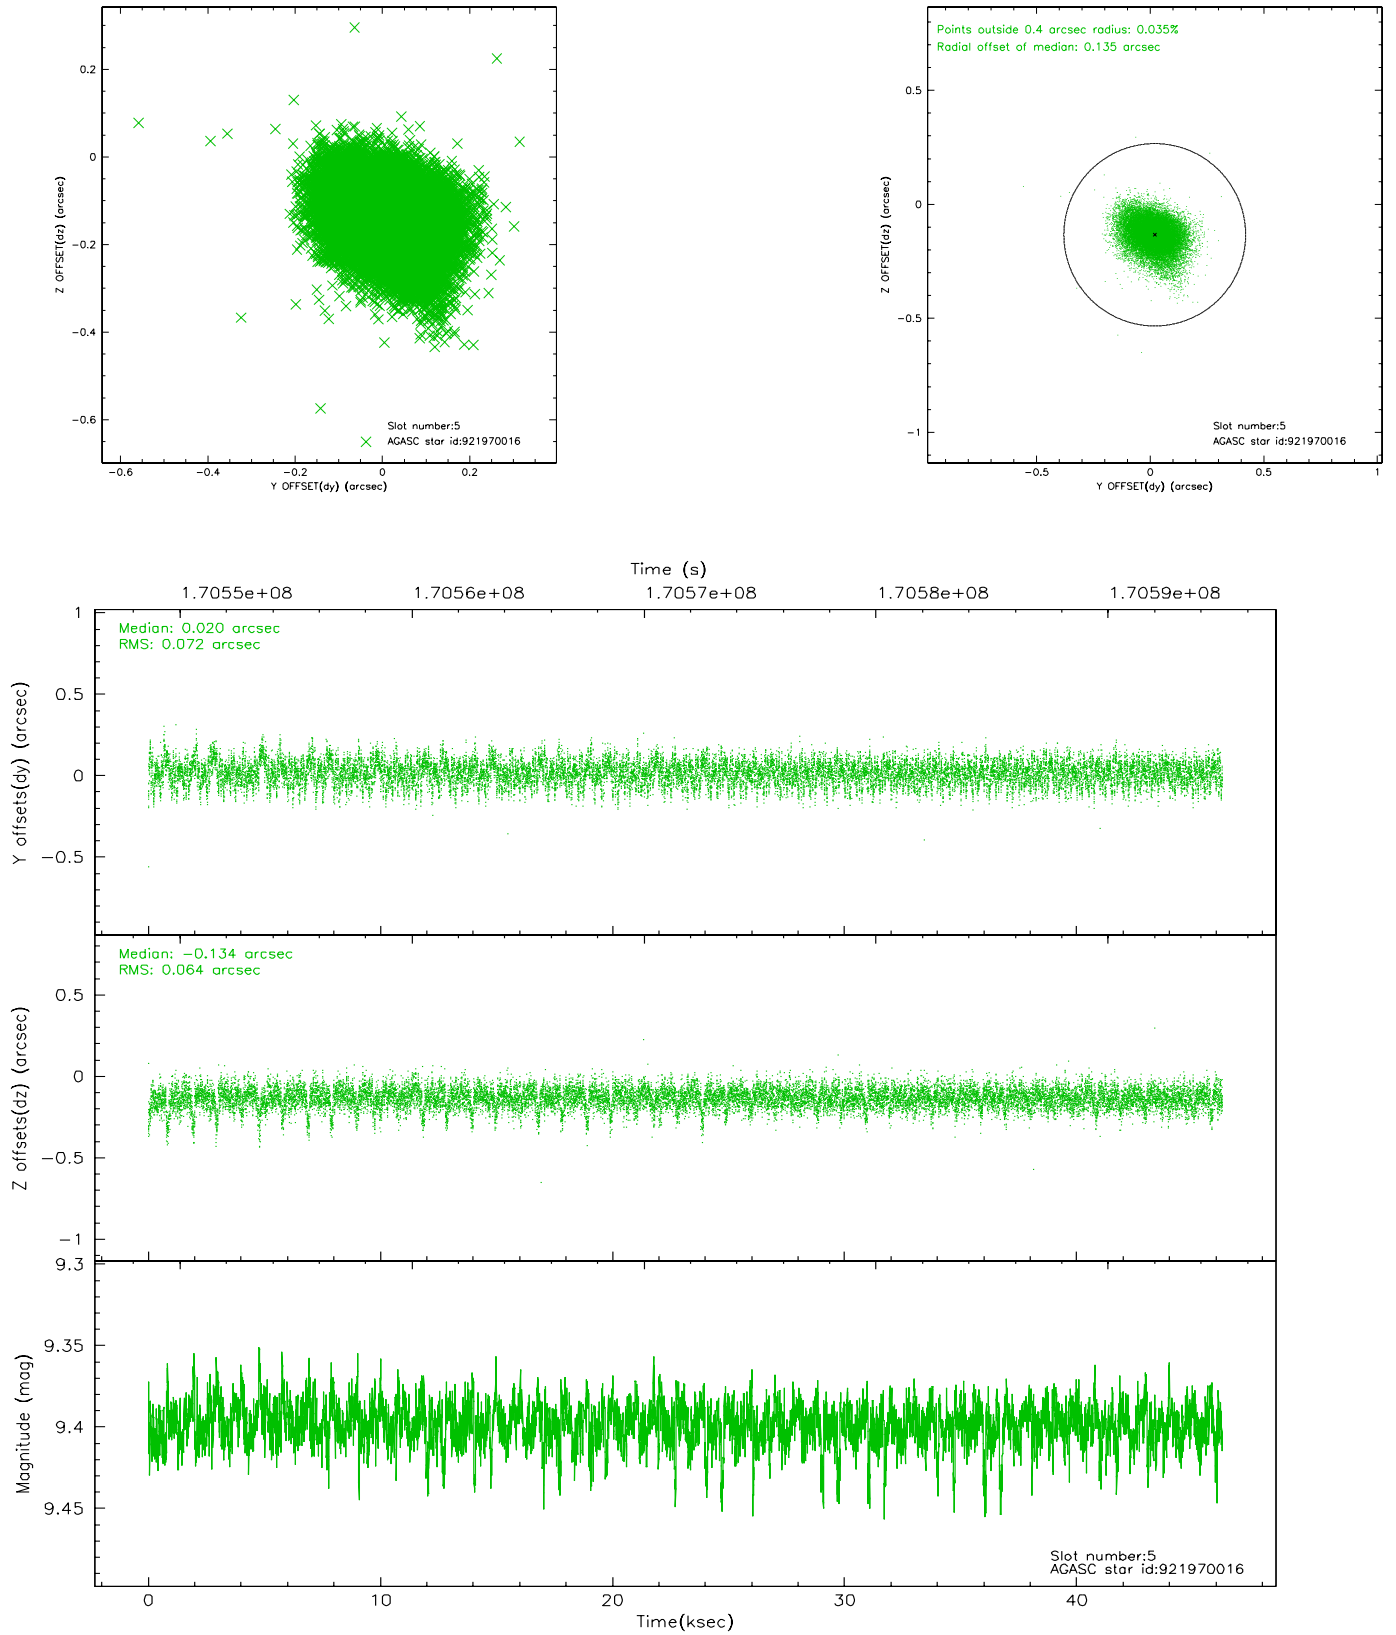 0.2
0
−0.2
−0.4
−0.6
Z OFFSET(dz) (arcsec)
Slot number:5
AGASC star id:921970016
−0.6 −0.4 −0.2 0 0.2
Y OFFSET(dy) (arcsec)
Points outside 0.4 arcsec radius: 0.035%
Radial offset of median: 0.135 arcsec
0.5
0
−0.5
−1
Z OFFSET(dz) (arcsec)
Slot number:5
AGASC star id:921970016
−0.5 0 0.5 1
Y OFFSET(dy) (arcsec)
Time (s)
1.7055e+08 1.7056e+08 1.7057e+08 1.7058e+08 1.7059e+08
Median: 0.020 arcsec
RMS: 0.072 arcsec
1
0.5
0
−0.5
Y offsets(dy) (arcsec)
Median: −0.134 arcsec
RMS: 0.064 arcsec
0.5
0
−0.5
−1
Z offsets(dz) (arcsec)
9.3
9.35
9.4
9.45
Magnitude (mag)
Slot number:5
AGASC star id:921970016
0 10 20 30 40
Time(ksec)